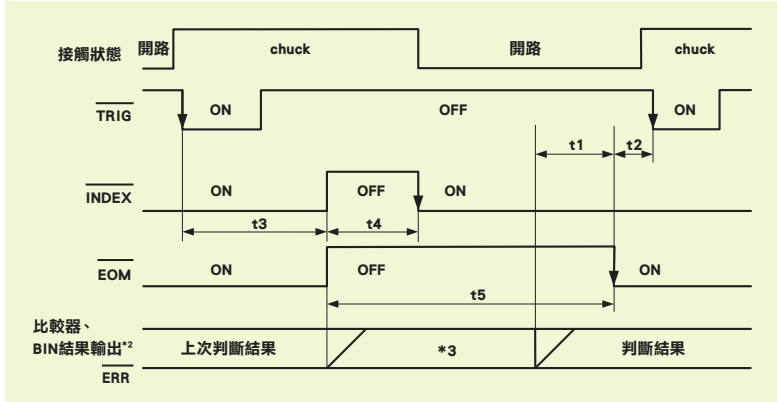 接觸狀態 開路 chuck 開路 chuck
TRIG ON OFF ON
t1 t2
INDEX ON OFF ON
t3 t4
EOM ON OFF ON
t5
比較器、
BIN結果輸出*2 上次判斷結果 *3 判斷結果
ERR